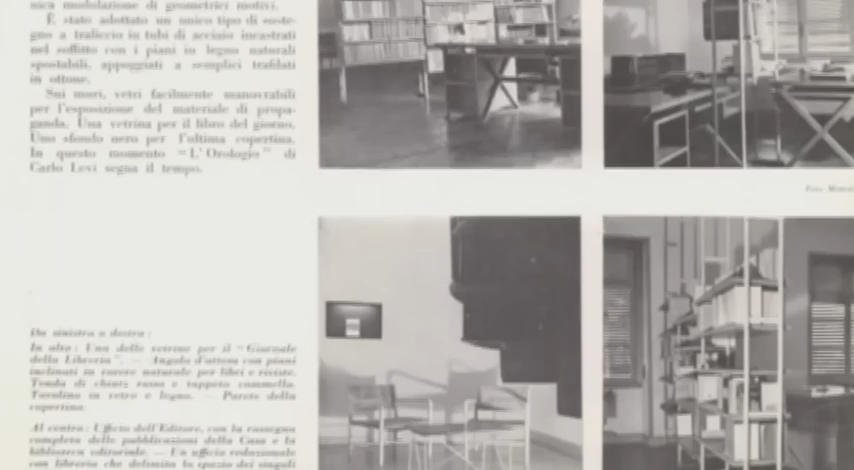 nica modulazione di geometrici motivi.
È stato adottato un unico tipo di soste-
gno a traliccio in tubi di acciaio incastrati
nel soffitto con i piani in legno naturali
spostabili, appoggiati a semplici trafilati
in ottone.
Sui muri, vetri facilmente manovrabili
per l'esposizione del materiale di propa-
ganda. Una vetrina per il libro del giorno.
Uno sfondo nero per l'ultima copertina.
In questo momento "L'Orologio" di
Carlo Levi segna il tempo.
Da sinistra a destra:
In alto: Una delle vetrine per il "Giornale
della Libreria". — Angolo d'attesa con piani
inclinati in rovere naturale per libri e riviste.
Tenda di chintz rosso e tappeto cammello.
Tavolino in vetro e legno. — Parete della
copertina.
Al centro: Ufficio dell'Editore, con la rassegna
completa delle pubblicazioni della Casa e la
biblioteca editoriale. — Un ufficio redazionale
con libreria che delimita lo spazio dei singoli